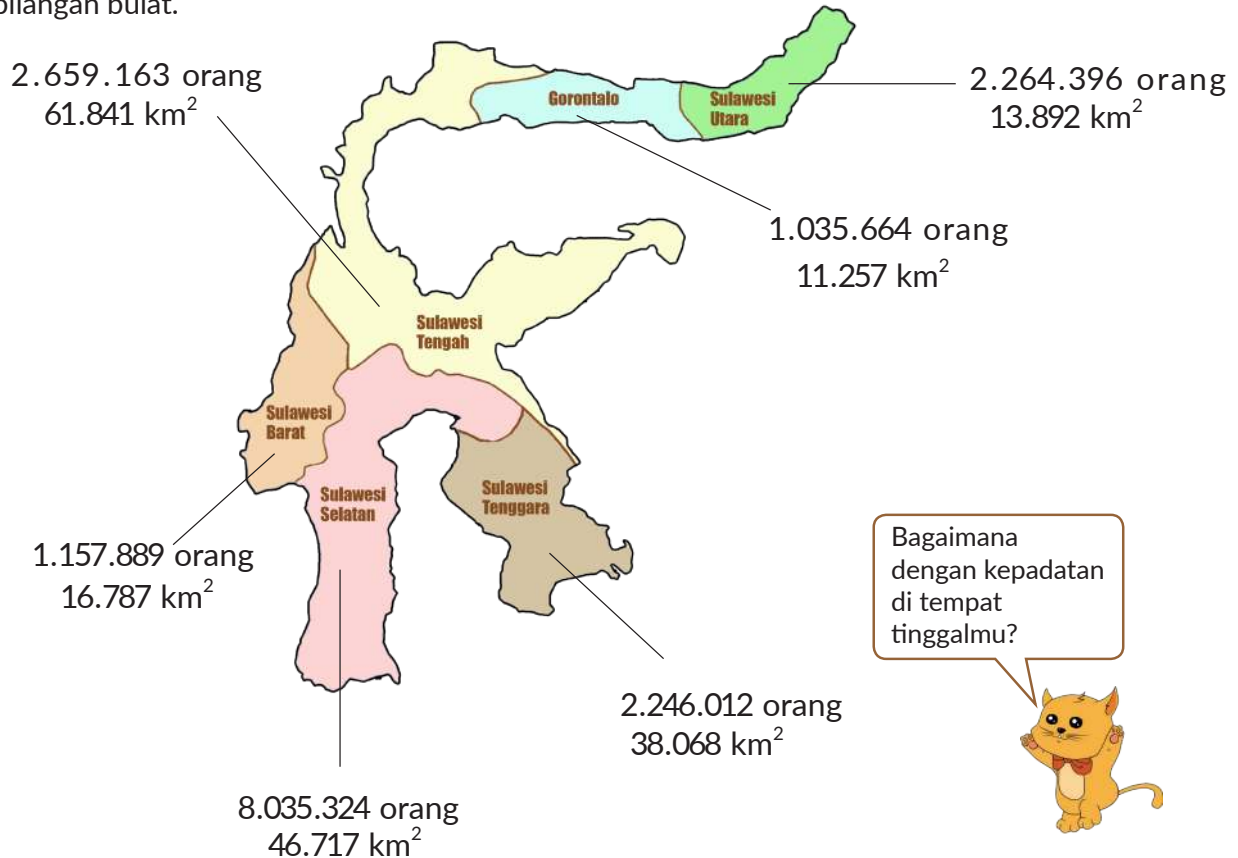 bilangan bulat.
2.659.163 orang
61.841 km²
Gorontalo
Sulawesi
Utara
2.264.396 orang
13.892 km²
1.035.664 orang
11.257 km²
Sulawesi
Tengah
Sulawesi
Barat
Sulawesi
Selatan
Sulawesi
Tenggara
1.157.889 orang
16.787 km²
Bagaimana
dengan kepadatan
di tempat
tinggalmu?
2.246.012 orang
38.068 km²
8.035.324 orang
46.717 km²